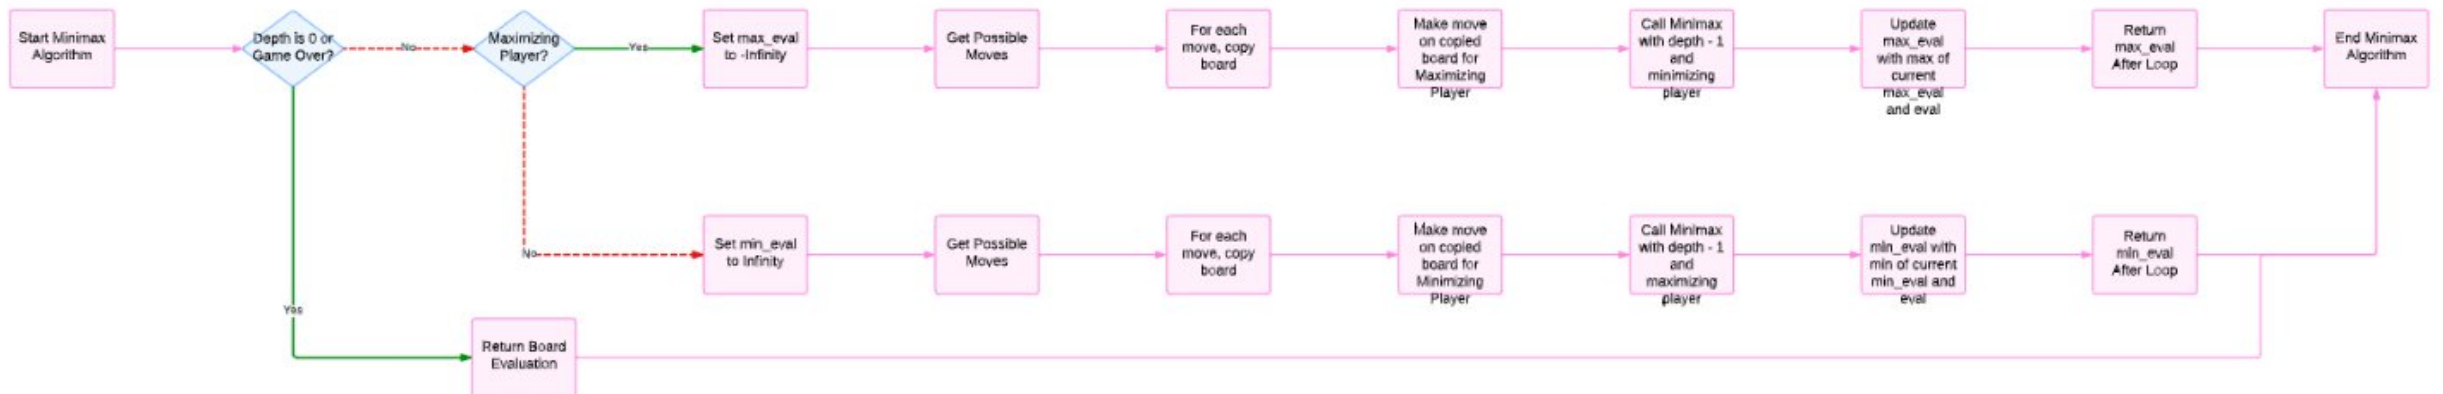 Start Minimax
Algorithm
Depth is 0 or
Game Over?
No
Maximizing
Player?
Yes
Set max_eval
to -Infinity
Get Possible
Moves
For each
move, copy
board
Make move
on copied
board for
Maximizing
Player
Call Minimax
with depth - 1
and
minimizing
player
Update
max_eval
with max of
current
max_eval
and eval
Return
max_eval
After Loop
End Minimax
Algorithm
No
Set min_eval
to Infinity
Get Possible
Moves
For each
move, copy
board
Make move
on copied
board for
Minimizing
Player
Call Minimax
with depth - 1
and
maximizing
player
Update
min_eval with
min of current
min_eval and
eval
Return
min_eval
After Loop
Yes
Return Board
Evaluation